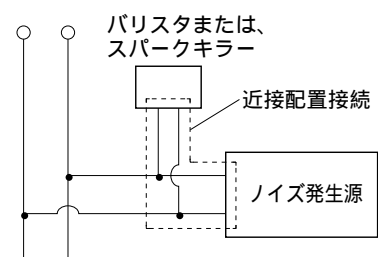 バリスタまたは、
スパークキラー
近接配置接続
ノイズ発生源